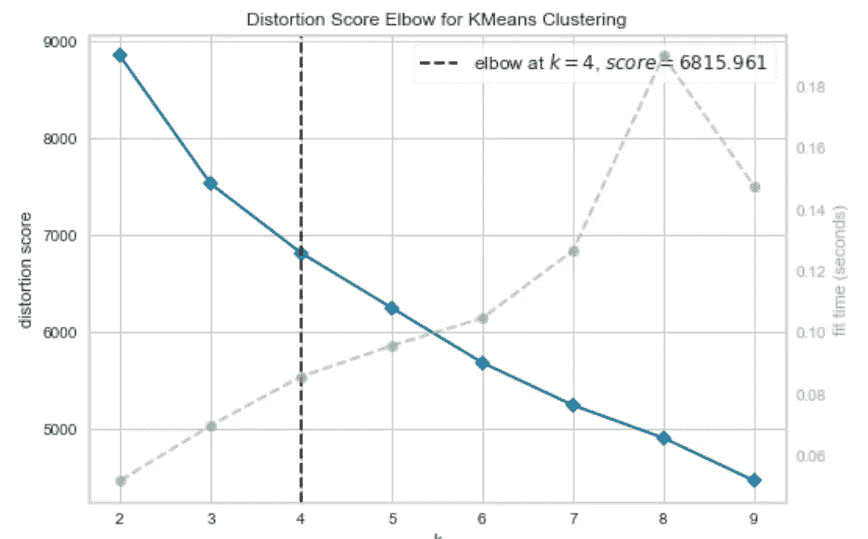 Distortion Score Elbow for KMeans Clustering
elbow at k = 4, score = 6815.961
distortion score
9000
8000
7000
6000
5000
0.18
0.16
0.14
0.12
0.10
0.08
0.06
fit time (seconds)
2 3 4 5 6 7 8 9